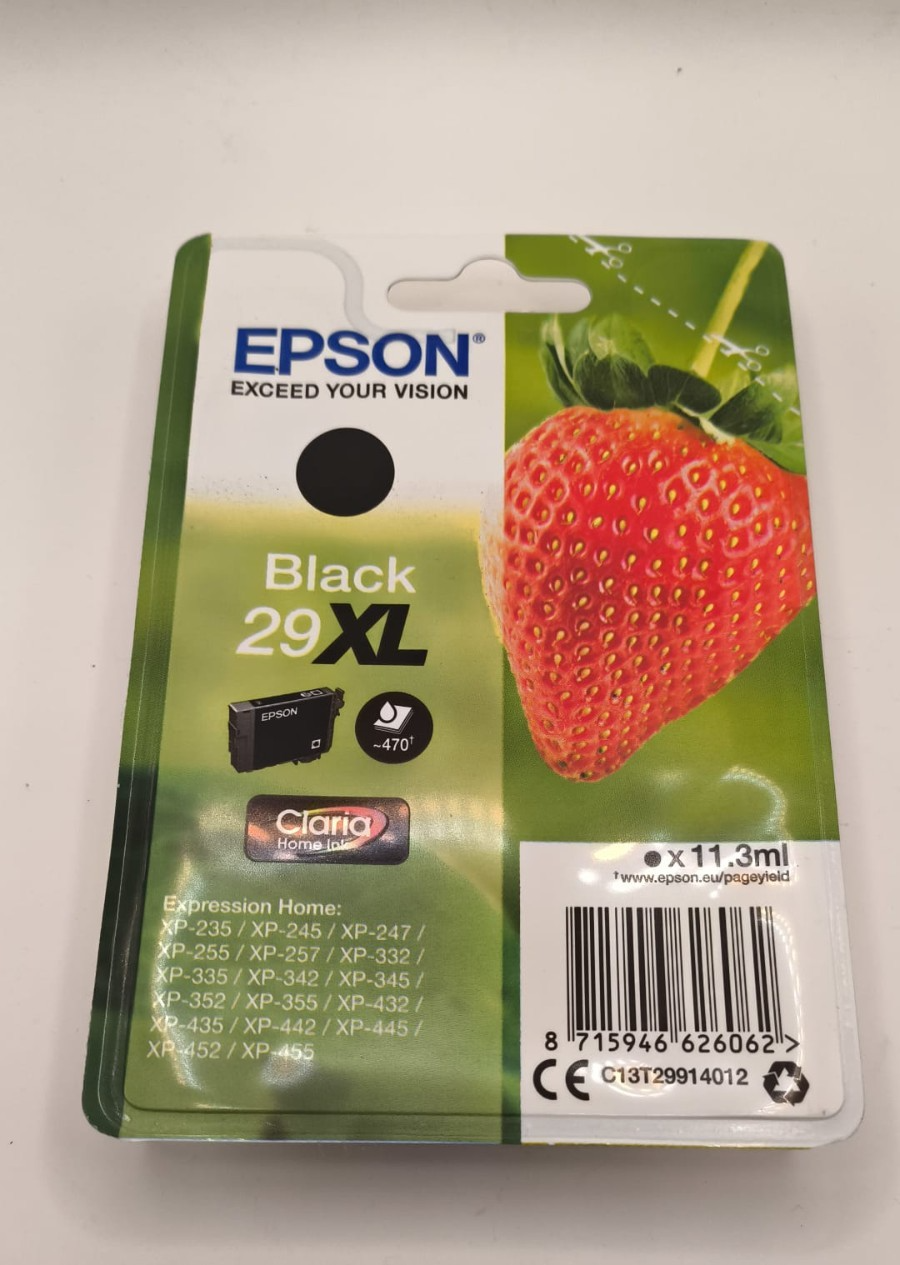 EPSON®
EXCEED YOUR VISION
Black
29XL
EPSON
~470†
Claria
Home Ink
Expression Home:
XP-235 / XP-245 / XP-247 /
XP-255 / XP-257 / XP-332 /
XP-335 / XP-342 / XP-345 /
XP-352 / XP-355 / XP-432 /
XP-435 / XP-442 / XP-445 /
XP-452 / XP-455
● x 11.3ml
†www.epson.eu/pageyield
8 715946 626062 >
CE C13T29914012